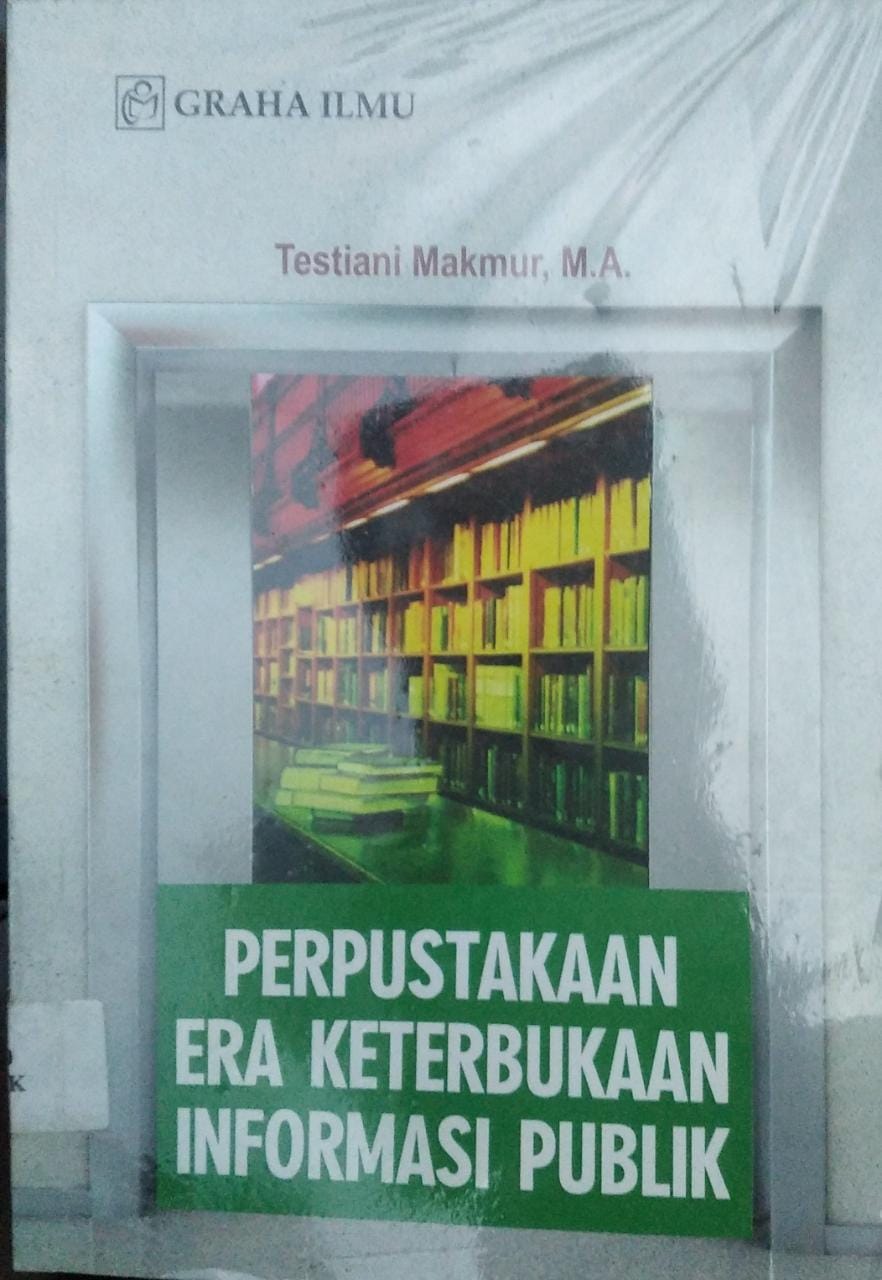 GRAHA ILMU
Testiani Makmur, M.A.
PERPUSTAKAAN
ERA KETERBUKAAN
INFORMASI PUBLIK
K